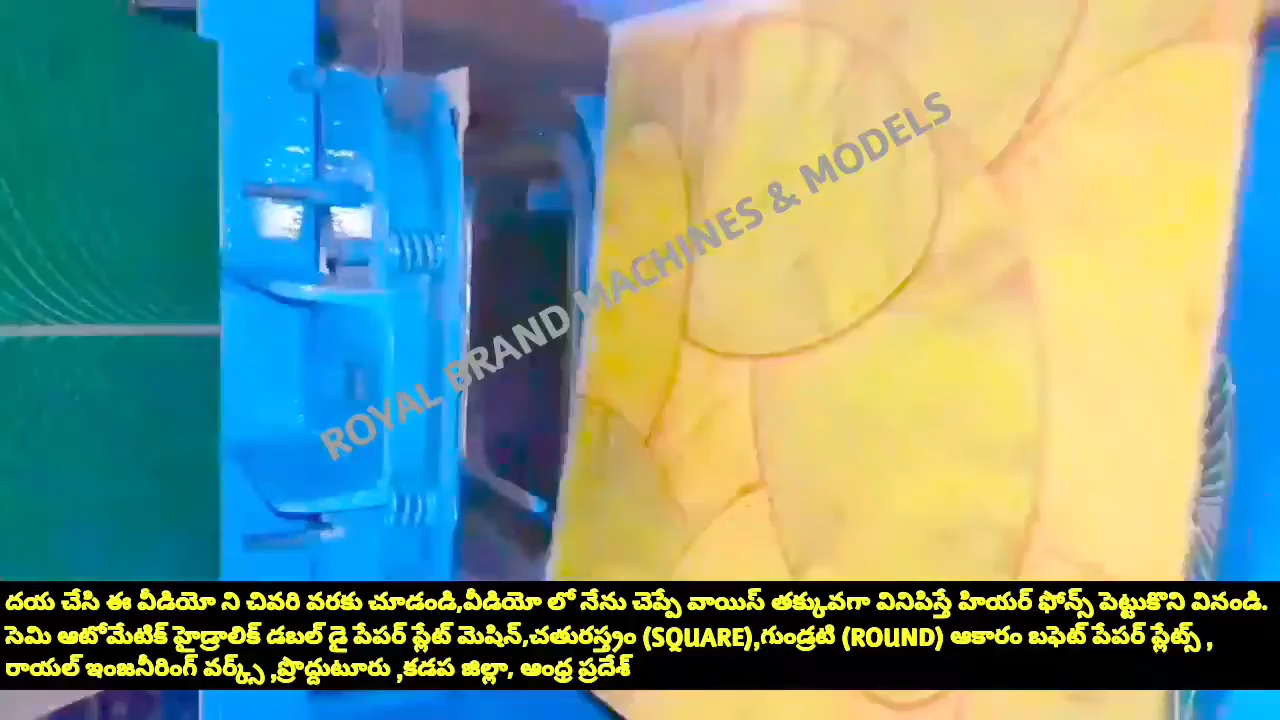 ROYAL BRAND MACHINES & MODELS
దయ చేసి ఈ వీడియో ని చివరి వరకు చూడండి,వీడియో లో నేను చెప్పే వాయిస్ తక్కువగా వినిపిస్తే హియర్ ఫోన్స్ పెట్టుకొని వినండి.
సెమి ఆటోమేటిక్ హైడ్రాలిక్ డబల్ డై పేపర్ ప్లేట్ మెషిన్,చతురస్త్రం (SQUARE),గుండ్రటి (ROUND) ఆకారం బఫెట్ పేపర్ ప్లేట్స్ ,
రాయల్ ఇంజనీరింగ్ వర్క్స్ ,ప్రొద్దుటూరు ,కడప జిల్లా, ఆంధ్ర ప్రదేశ్